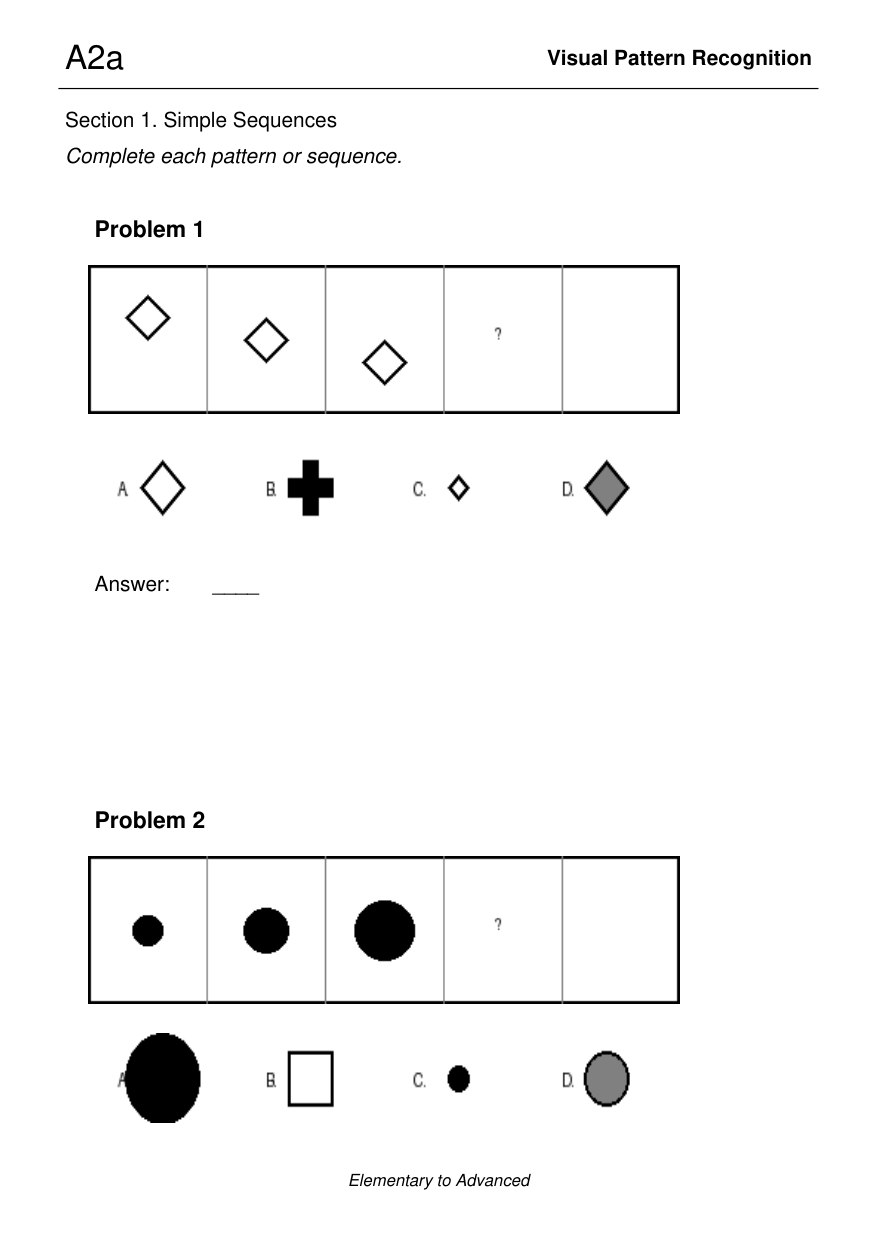 A2a
Visual Pattern Recognition
Section 1. Simple Sequences
Complete each pattern or sequence.
Problem 1
?
A. B. C. D.
Answer: ____
Problem 2
?
A B. C. D.
Elementary to Advanced